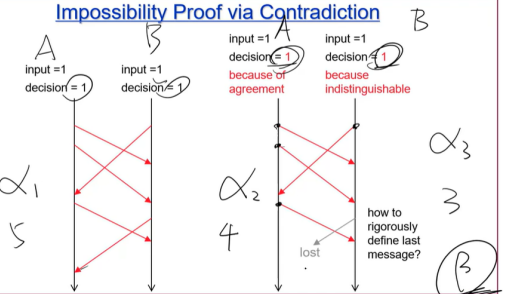 Impossibility Proof via Contradiction
A
B
A
B
input =1
decision = 1
input =1
decision = 1
input =1
decision = 1
because of
agreement
input =1
decision = 1
because
indistinguishable
α1
5
α2
4
α3
3
how to
rigorously
define last
message?
lost
B